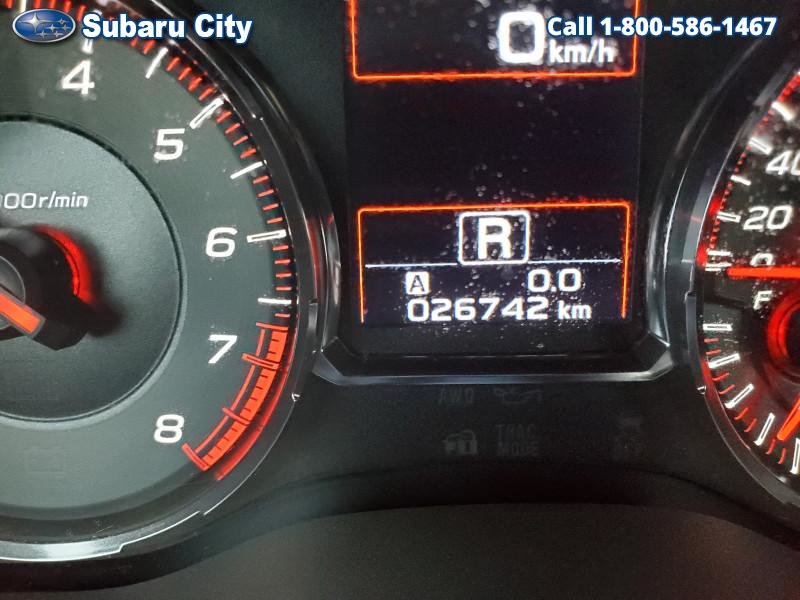 Subaru City
Call 1-800-586-1467
0 km/h
4
5
000r/min
6
7
8
R
A 0.0
026742 km
40
20
0
F
AWD
TRAC
MODE